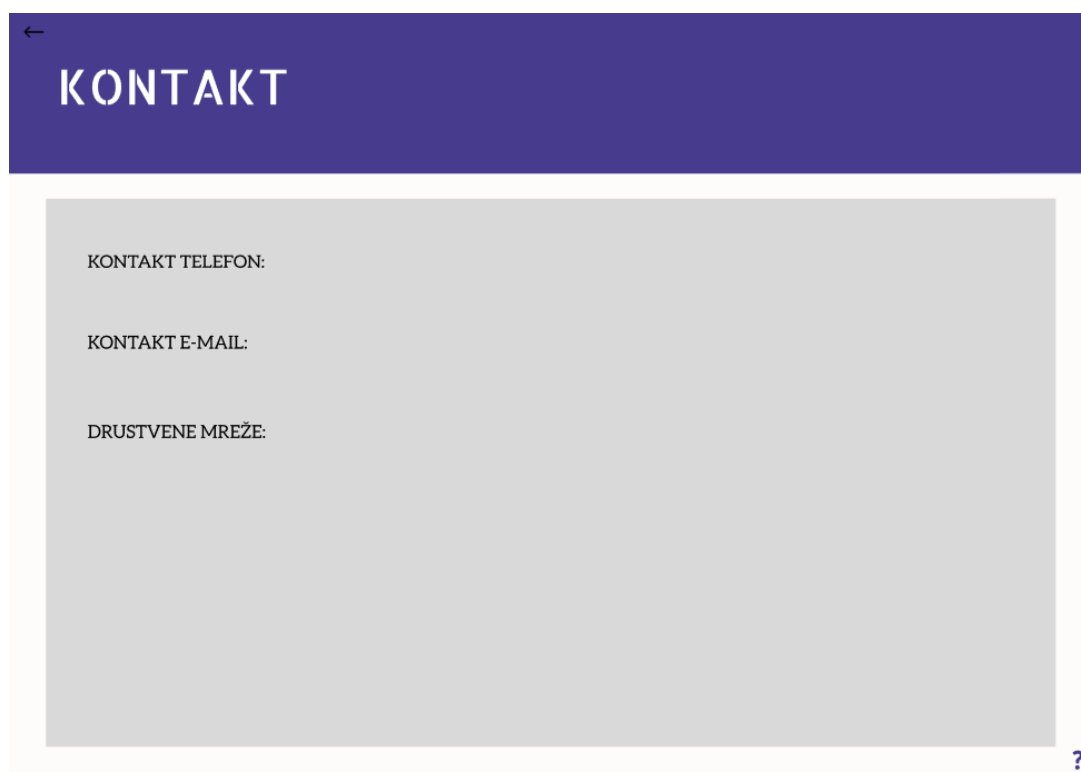 ←
KONTAKT
KONTAKT TELEFON:
KONTAKT E-MAIL:
DRUSTVENE MREŽE:
?